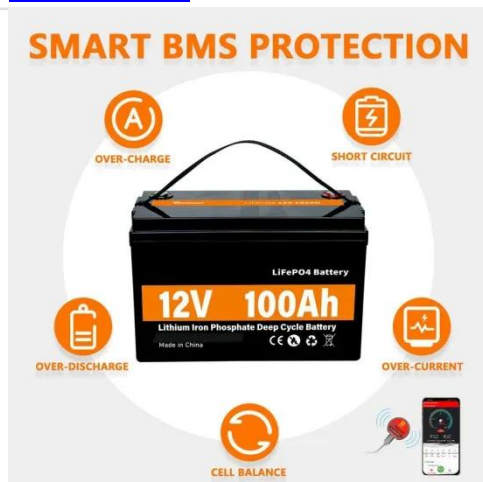 SMART BMS PROTECTION
OVER-CHARGE
SHORT CIRCUIT
LiFePO4 Battery
12V 100Ah
Lithium Iron Phosphate Deep Cycle Battery
Made in China
CE
OVER-DISCHARGE
OVER-CURRENT
CELL BALANCE